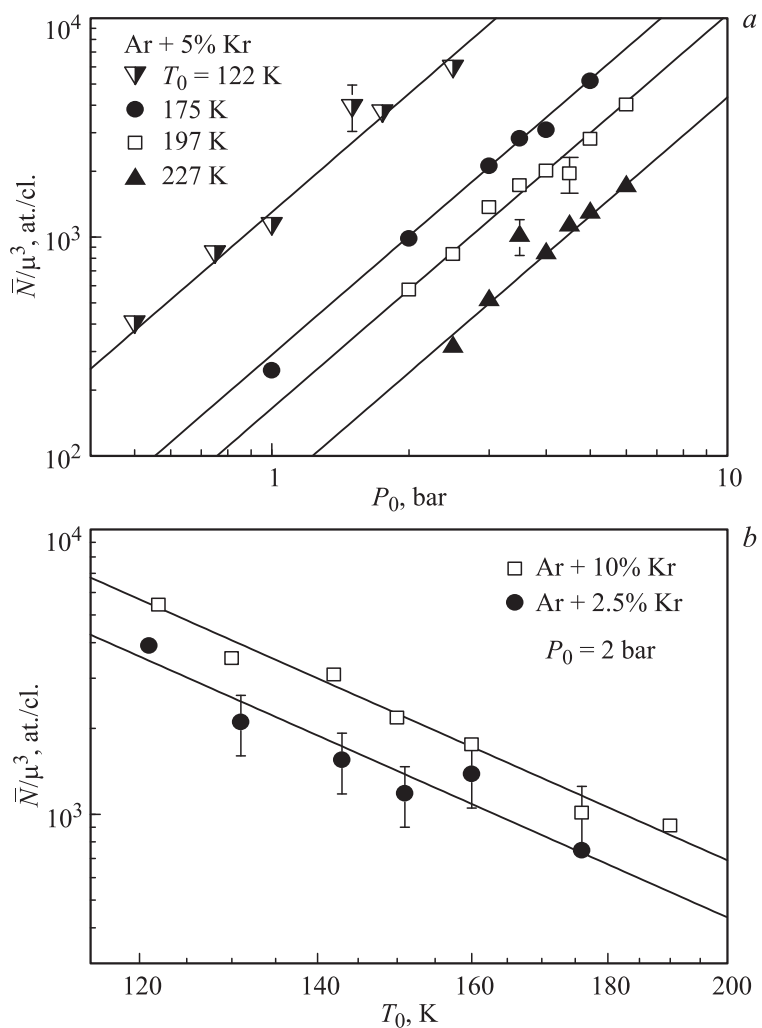 a
10⁴
Ar + 5% Kr
T₀ = 122 K
175 K
197 K
227 K
10³
N̅/μ³, at./cl.
10²
1
10
P₀, bar
b
10⁴
Ar + 10% Kr
Ar + 2.5% Kr
P₀ = 2 bar
N̅/μ³, at./cl.
10³
120
140
160
180
200
T₀, K